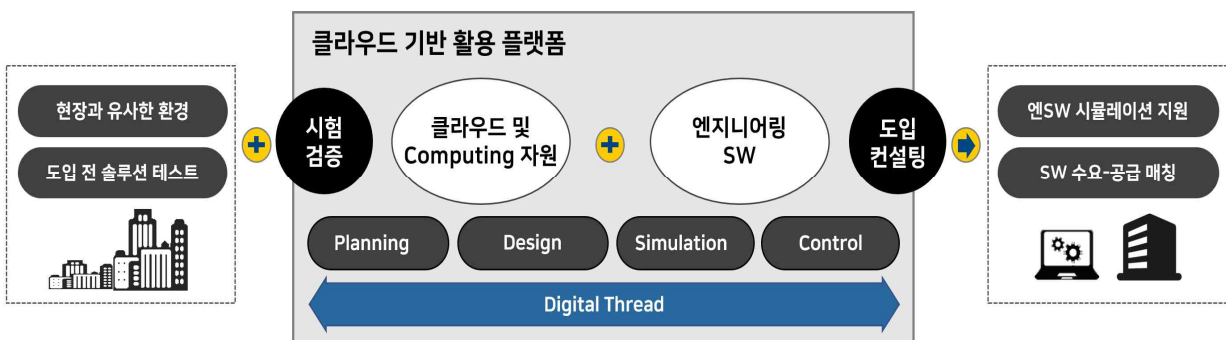 클라우드 기반 활용 플랫폼
현장과 유사한 환경
도입 전 솔루션 테스트
시험
검증
클라우드 및
Computing 자원
엔지니어링
SW
도입
컨설팅
엔SW 시뮬레이션 지원
SW 수요-공급 매칭
Planning
Design
Simulation
Control
Digital Thread